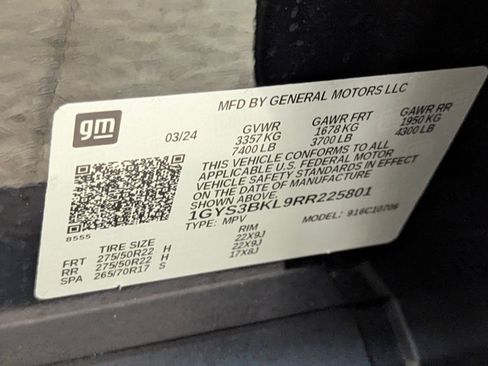 MFD BY GENERAL MOTORS LLC
gm
03/24
GVWR GAWR FRT GAWR RR
3357 KG 1678 KG 1950 KG
7400 LB 3700 LB 4300 LB
THIS VEHICLE CONFORMS TO ALL
APPLICABLE U.S. FEDERAL MOTOR
VEHICLE SAFETY STANDARDS IN EFFECT
ON THE DATE OF MANUFACTURE
SHOWN ABOVE.
1GYS3BKL9RR225801
TYPE: MPV MODEL: 916C10706
8555
TIRE SIZE RIM
FRT 275/50R22 H 22X9J
RR 275/50R22 H 22X9J
SPA 265/70R17 S 17X8J